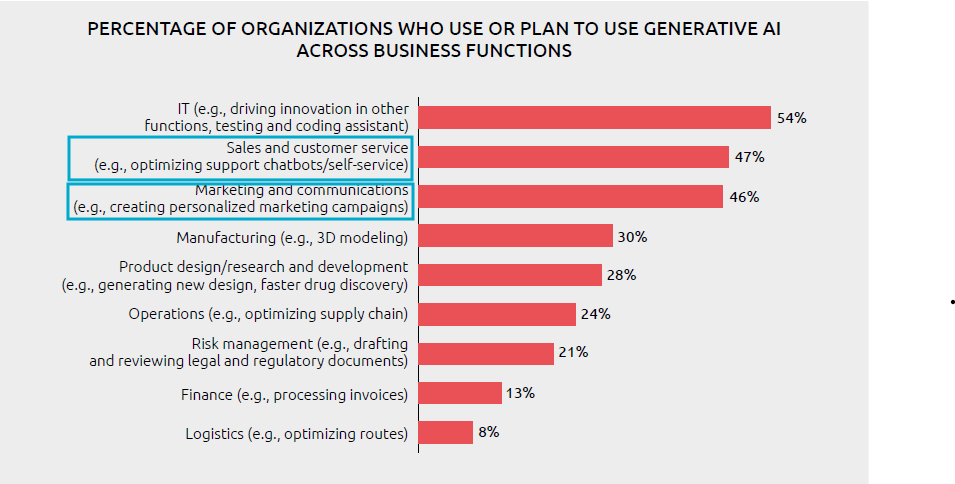 PERCENTAGE OF ORGANIZATIONS WHO USE OR PLAN TO USE GENERATIVE AI
ACROSS BUSINESS FUNCTIONS
IT (e.g., driving innovation in other
functions, testing and coding assistant)
54%
Sales and customer service
(e.g., optimizing support chatbots/self-service)
47%
Marketing and communications
(e.g., creating personalized marketing campaigns)
46%
Manufacturing (e.g., 3D modeling)
30%
Product design/research and development
(e.g., generating new design, faster drug discovery)
28%
Operations (e.g., optimizing supply chain)
24%
Risk management (e.g., drafting
and reviewing legal and regulatory documents)
21%
Finance (e.g., processing invoices)
13%
Logistics (e.g., optimizing routes)
8%